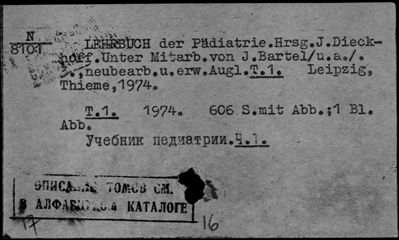 N
8101
LEHRBUCH der Pädiatrie.Hrsg.J.Dieck-
hoff.Unter Mitarb.von J.Bartel/u.a./.
neubearb.u.erw.Augl.T.1. Leipzig,
Thieme,1974.
T.1. 1974. 606 S.mit Abb.;1 Bl.
Abb.
Учебник педиатрии.Ч.1.
ОПИСАНИЕ ТОМОВ СМ.
В АЛФАВИТНОМ КАТАЛОГЕ
17 16